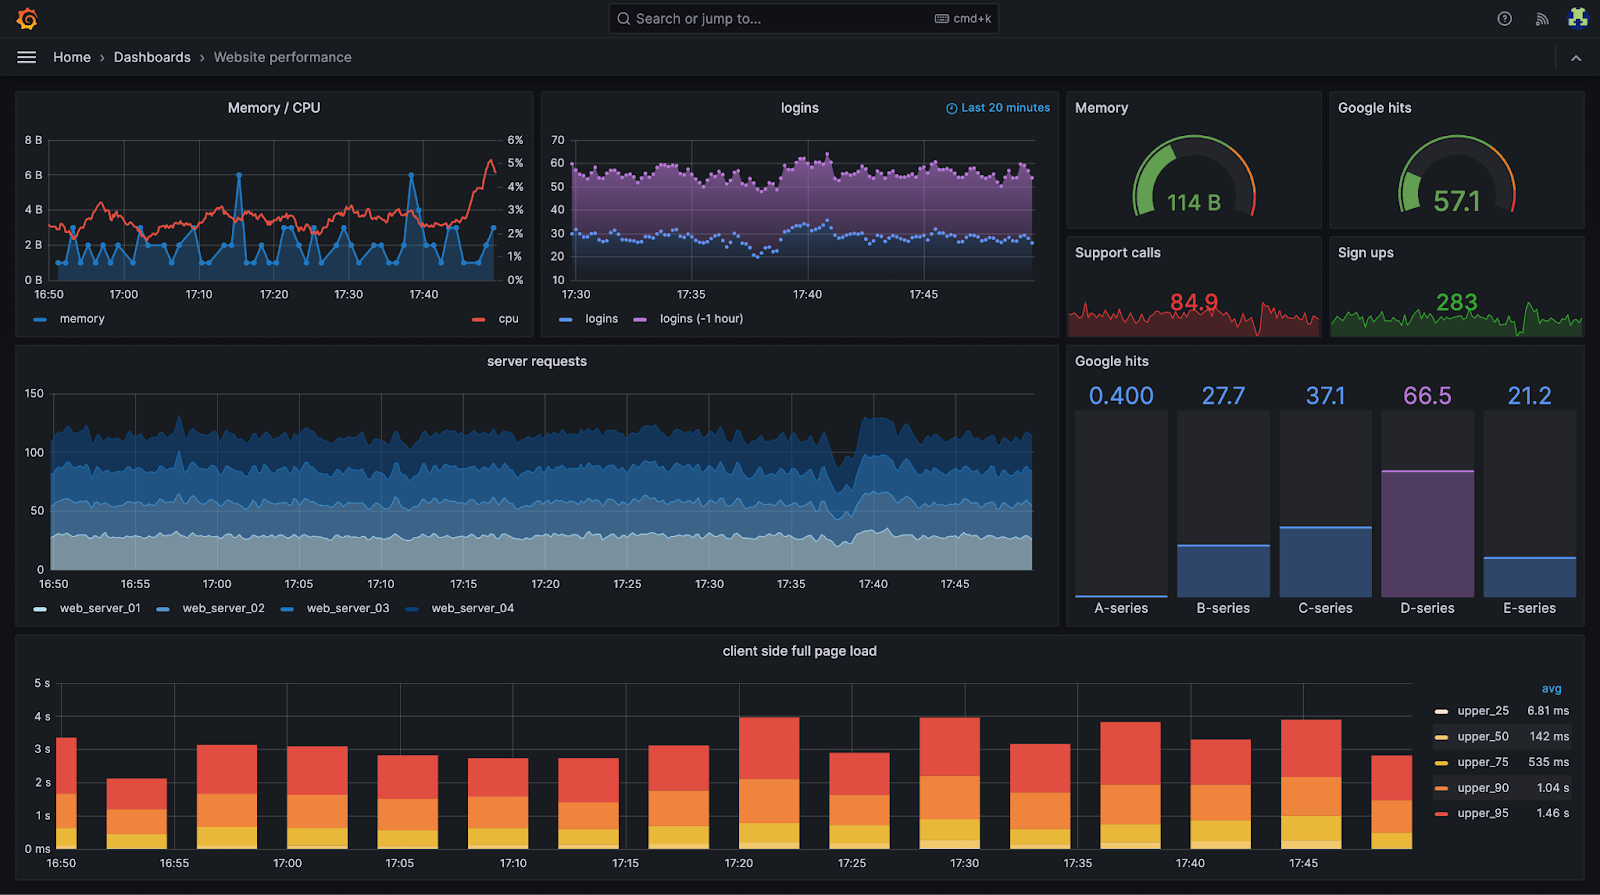 Search or jump to... cmd+k
Home › Dashboards › Website performance
Memory / CPU
8 B
6 B
4 B
2 B
0 B
6%
5%
4%
3%
2%
1%
0%
16:50 17:00 17:10 17:20 17:30 17:40
memory cpu
logins Last 20 minutes
70
60
50
40
30
20
10
17:30 17:35 17:40 17:45
logins logins (-1 hour)
Memory
114 B
Google hits
57.1
Support calls
84.9
Sign ups
283
server requests
150
100
50
0
16:50 16:55 17:00 17:05 17:10 17:15 17:20 17:25 17:30 17:35 17:40 17:45
web_server_01 web_server_02 web_server_03 web_server_04
Google hits
0.400 27.7 37.1 66.5 21.2
A-series B-series C-series D-series E-series
client side full page load
5 s
4 s
3 s
2 s
1 s
0 ms
16:50 16:55 17:00 17:05 17:10 17:15 17:20 17:25 17:30 17:35 17:40 17:45
avg
upper_25 6.81 ms
upper_50 142 ms
upper_75 535 ms
upper_90 1.04 s
upper_95 1.46 s